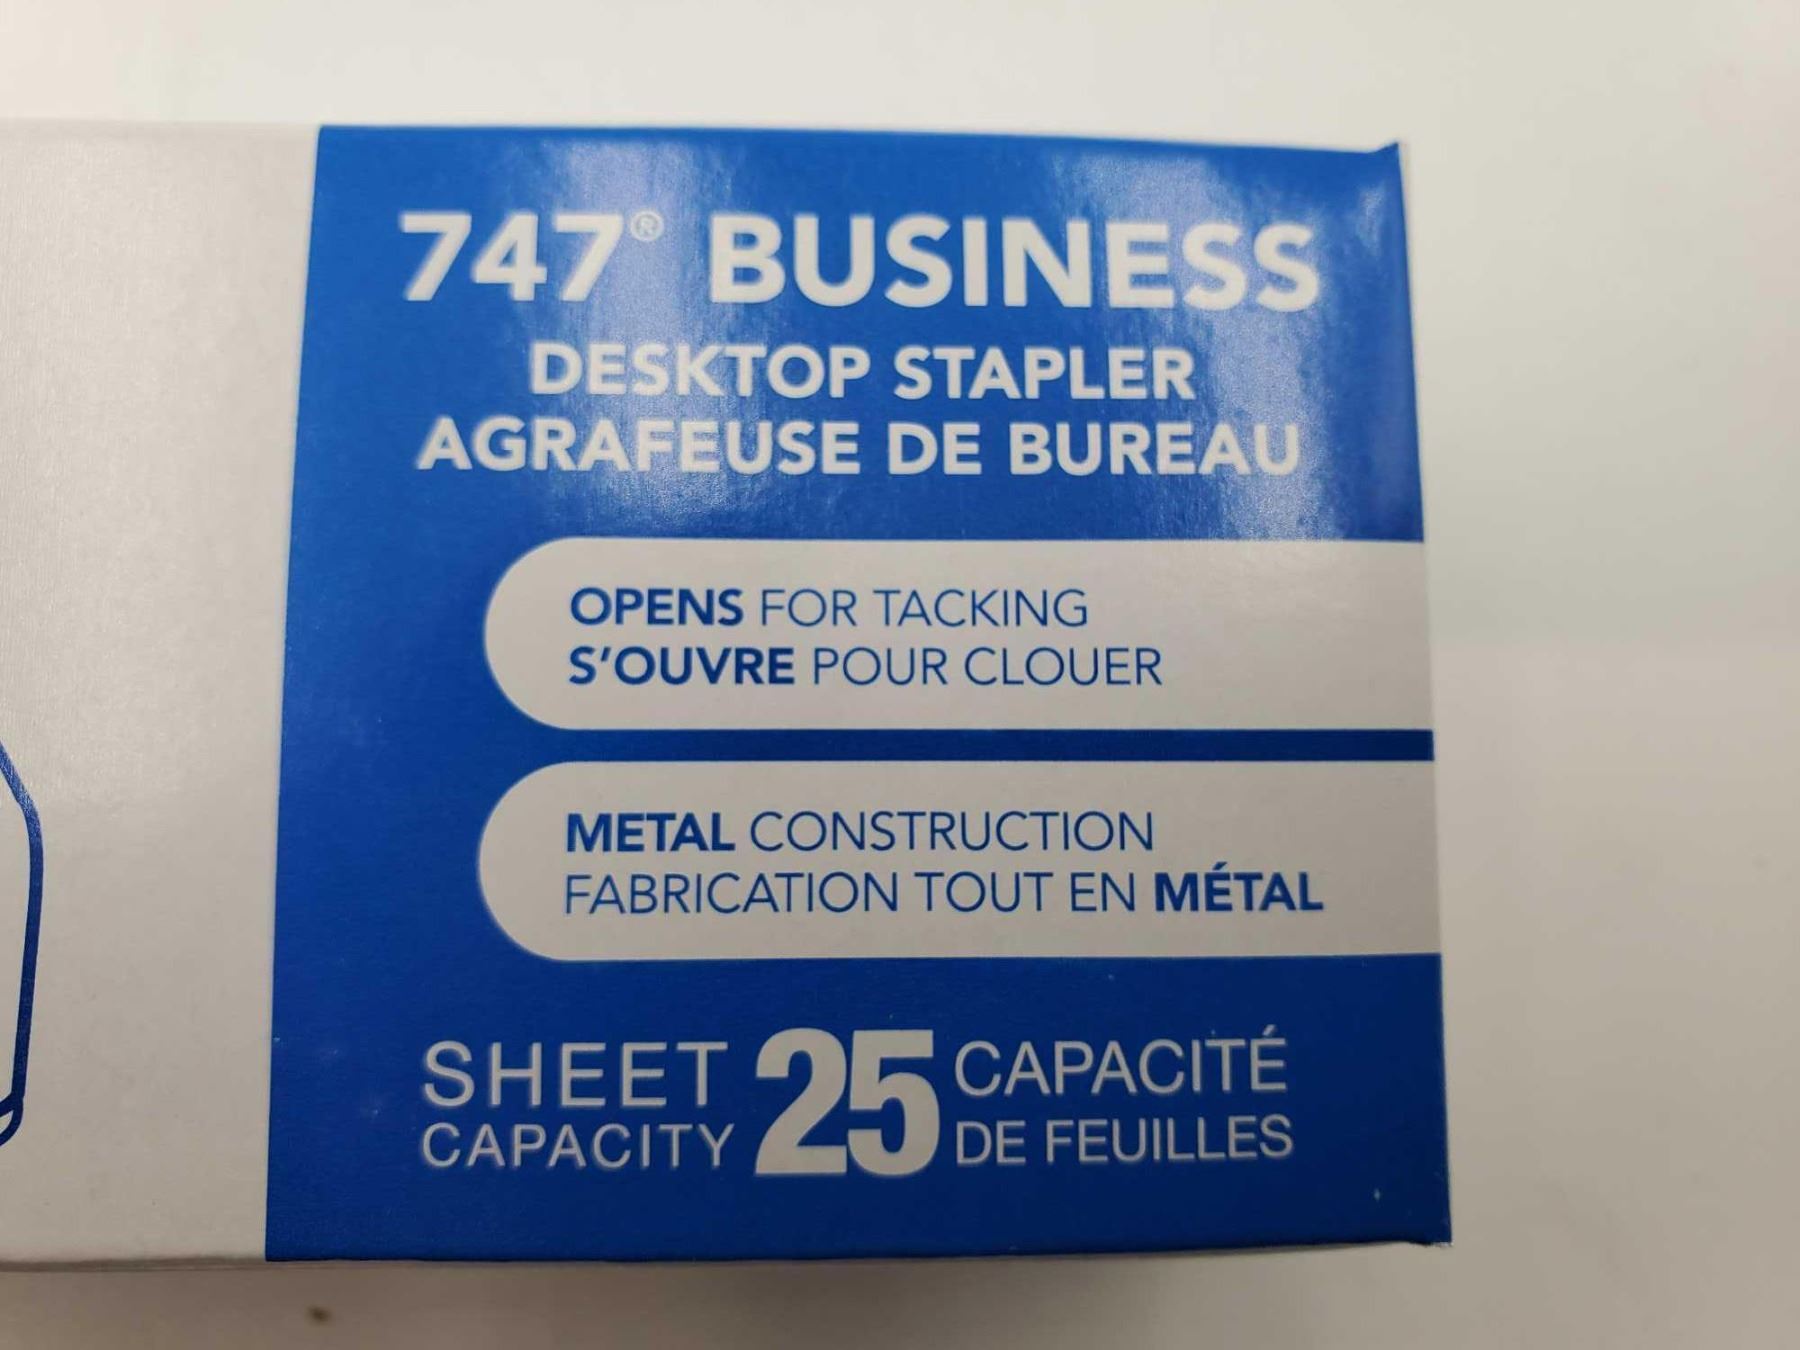 747® BUSINESS
DESKTOP STAPLER
AGRAFEUSE DE BUREAU
OPENS FOR TACKING
S'OUVRE POUR CLOUER
METAL CONSTRUCTION
FABRICATION TOUT EN MÉTAL
SHEET CAPACITY 25 CAPACITÉ DE FEUILLES